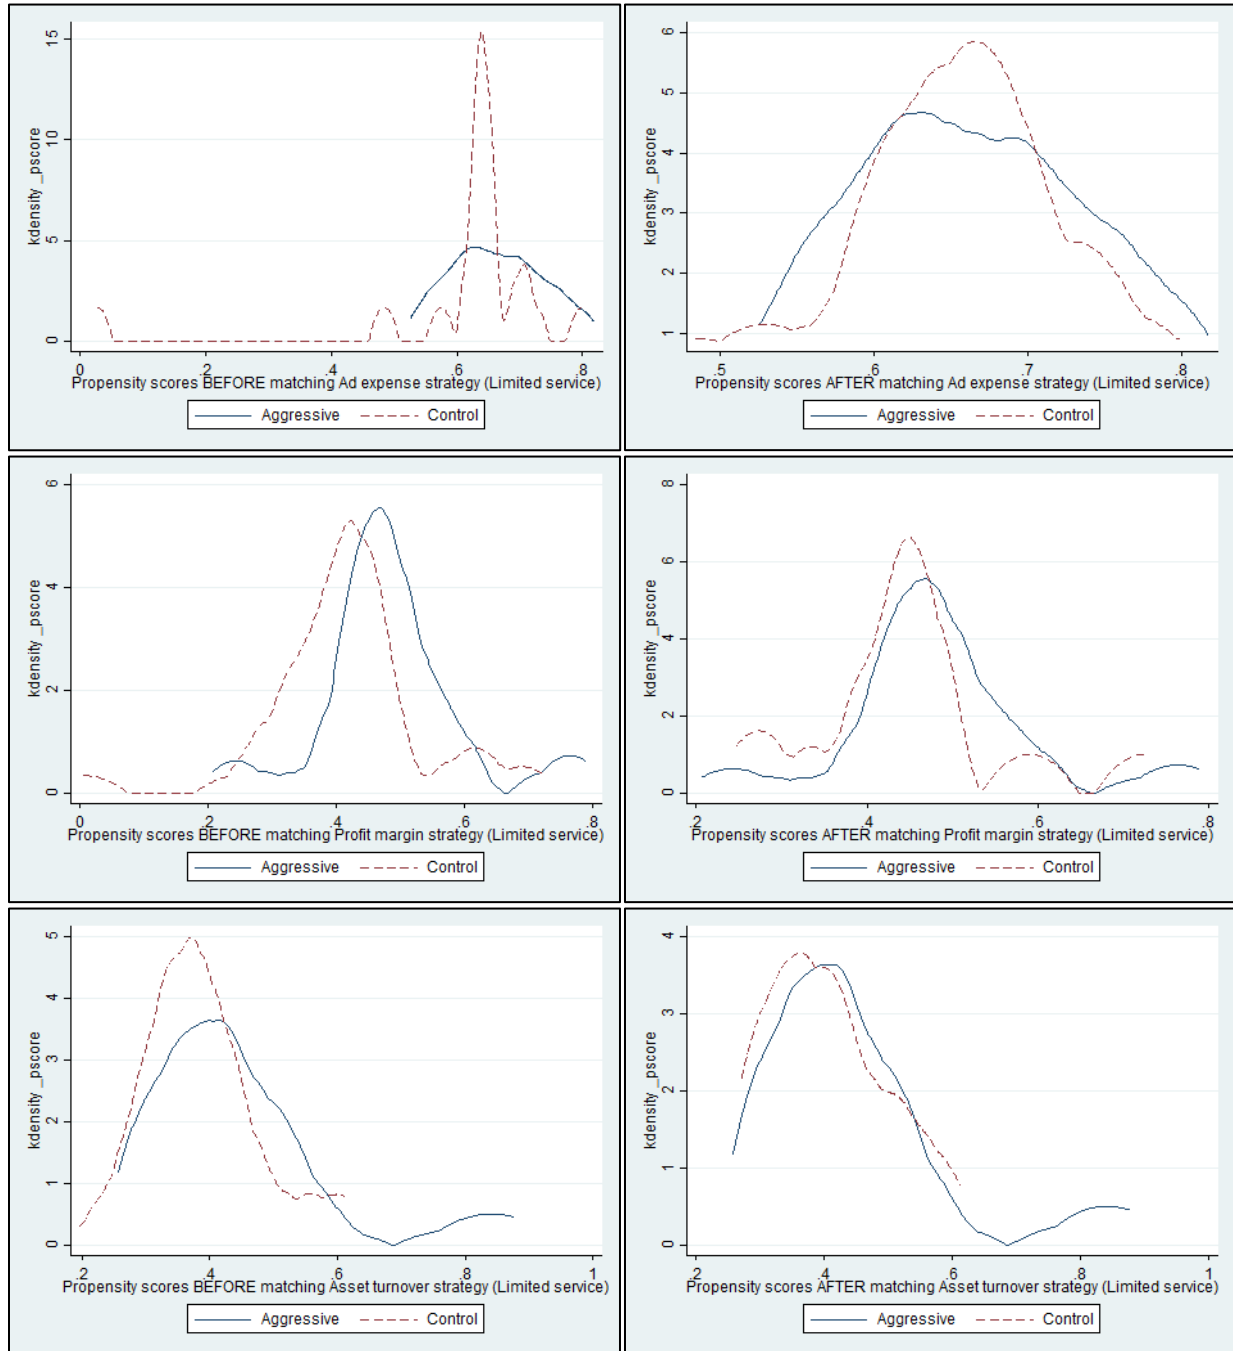 kdensity _pscore
15
10
5
0
0 .2 .4 .6 .8
Propensity scores BEFORE matching Ad expense strategy (Limited service)
Aggressive Control
kdensity _pscore
6
5
4
3
2
1
.5 .6 .7 .8
Propensity scores AFTER matching Ad expense strategy (Limited service)
Aggressive Control
kdensity _pscore
6
4
2
0
0 .2 .4 .6 .8
Propensity scores BEFORE matching Profit margin strategy (Limited service)
Aggressive Control
kdensity _pscore
8
6
4
2
0
.2 .4 .6 .8
Propensity scores AFTER matching Profit margin strategy (Limited service)
Aggressive Control
kdensity _pscore
5
4
3
2
1
0
.2 .4 .6 .8 1
Propensity scores BEFORE matching Asset turnover strategy (Limited service)
Aggressive Control
kdensity _pscore
4
3
2
1
0
.2 .4 .6 .8 1
Propensity scores AFTER matching Asset turnover strategy (Limited service)
Aggressive Control